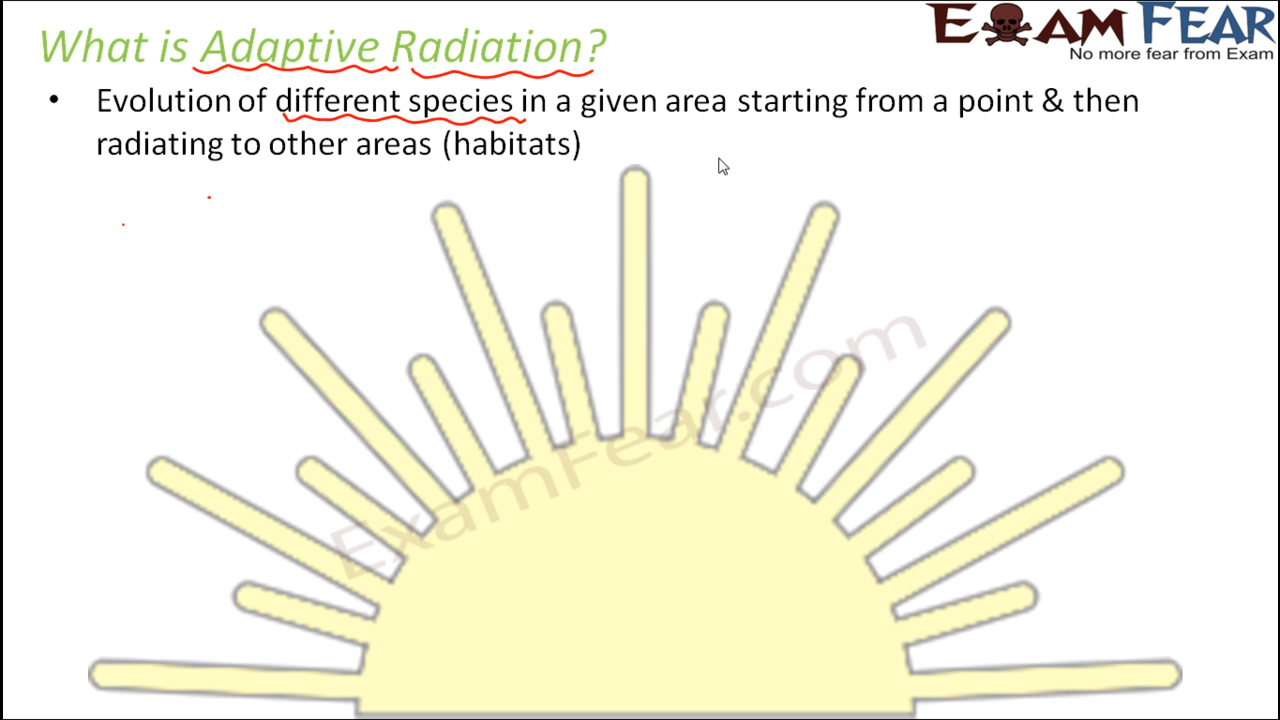 What is Adaptive Radiation?
EXAM FEAR
No more fear from Exam
• Evolution of different species in a given area starting from a point & then
radiating to other areas (habitats)
ExamFear.com